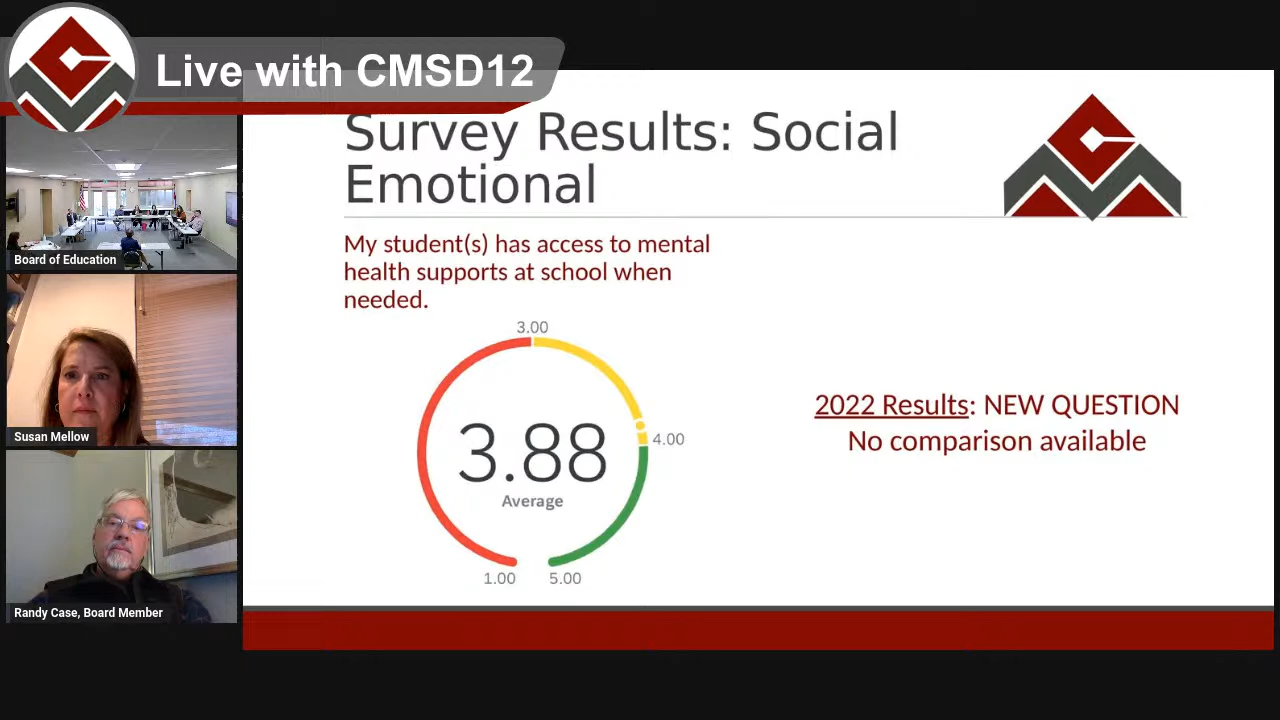 Live with CMSD12
Survey Results: Social
Emotional
My student(s) has access to mental
health supports at school when
needed.
3.00
4.00
3.88
Average
1.00
5.00
2022 Results: NEW QUESTION
No comparison available
Board of Education
Susan Mellow
Randy Case, Board Member